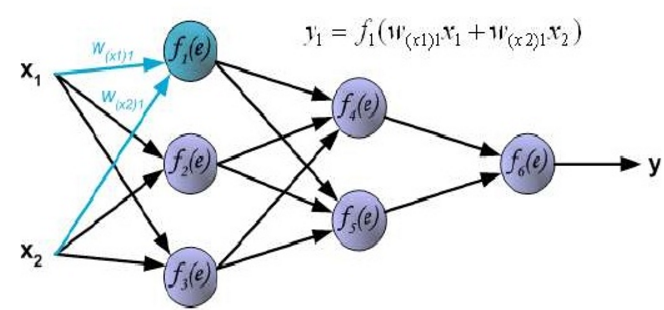 y₁ = f₁(w₍ₓ₁₎₁x₁ + w₍ₓ₂₎₁x₂)
w₍ₓ₁₎₁
f₁(e)
x₁
w₍ₓ₂₎₁
f₄(e)
f₂(e)
f₆(e)
y
f₅(e)
x₂
f₃(e)